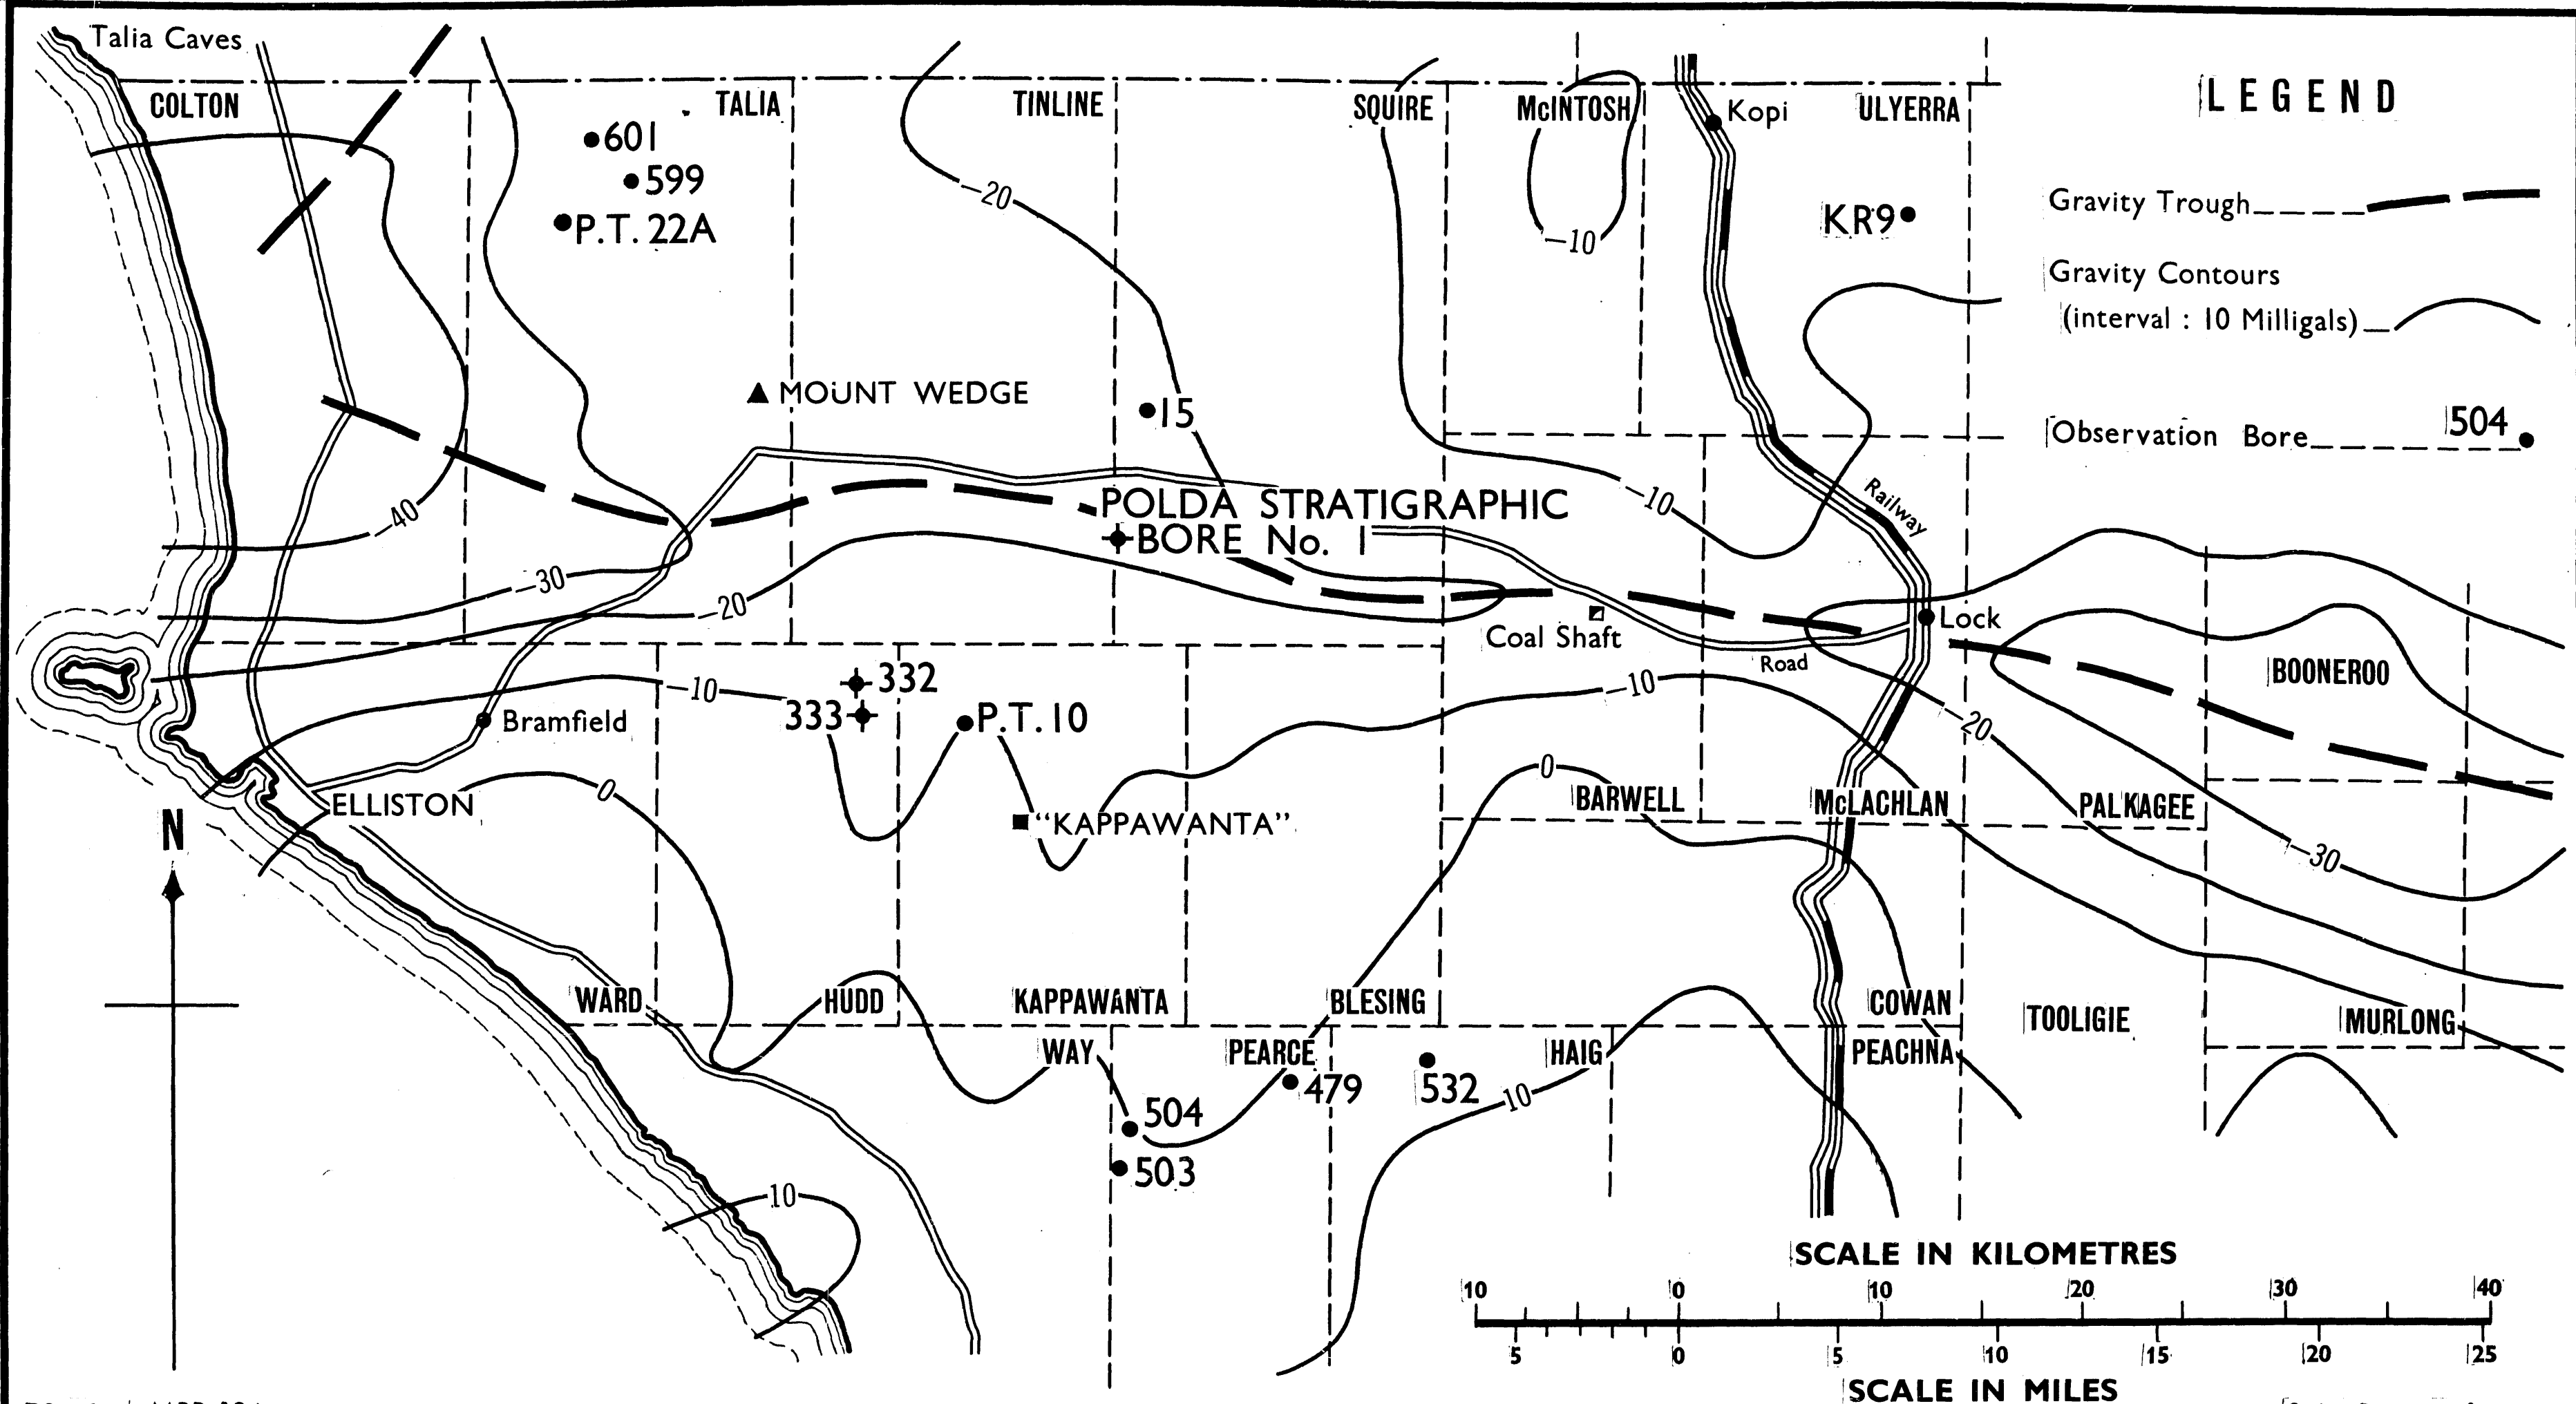 Talia Caves
COLTON
TALIA
TINLINE
SQUIRE
McINTOSH
Kopi
ULYERRA
LEGEND
601
599
P.T. 22A
–20
–10
KR9
Gravity Trough
Gravity Contours
(interval : 10 Milligals)
Observation Bore
504
MOUNT WEDGE
15
–40
POLDA STRATIGRAPHIC
BORE No. 1
–10
Railway
–30
–20
Coal Shaft
Lock
Road
BOONEROO
–10
332
333
P.T. 10
Bramfield
–10
–20
0
0
ELLISTON
"KAPPAWANTA"
BARWELL
McLACHLAN
PALKAGEE
–30
N
WARD
HUDD
KAPPAWANTA
BLESING
COWAN
TOOLIGIE
MURLONG
WAY
PEARCE
HAIG
PEACHNA
479
532
10
504
503
10
SCALE IN KILOMETRES
10 0 10 20 30 40
5 0 5 10 15 20 25
SCALE IN MILES